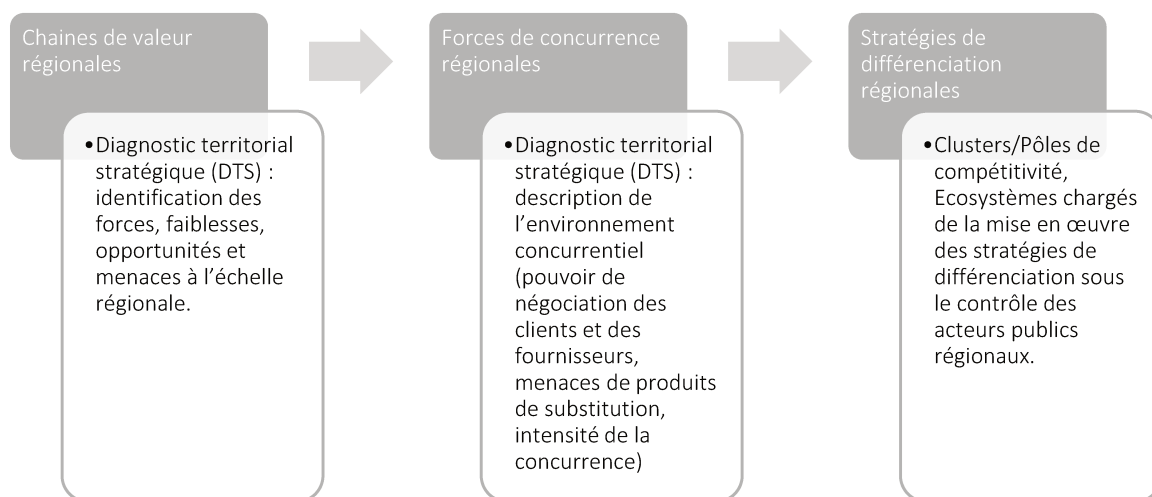 Chaines de valeur
régionales
•Diagnostic territorial
stratégique (DTS) :
identification des
forces, faiblesses,
opportunités et
menaces à l'échelle
régionale.
Forces de concurrence
régionales
•Diagnostic territorial
stratégique (DTS) :
description de
l'environnement
concurrentiel
(pouvoir de
négociation des
clients et des
fournisseurs,
menaces de produits
de substitution,
intensité de la
concurrence)
Stratégies de
différenciation
régionales
•Clusters/Pôles de
compétitivité,
Ecosystèmes chargés
de la mise en œuvre
des stratégies de
différenciation sous
le contrôle des
acteurs publics
régionaux.